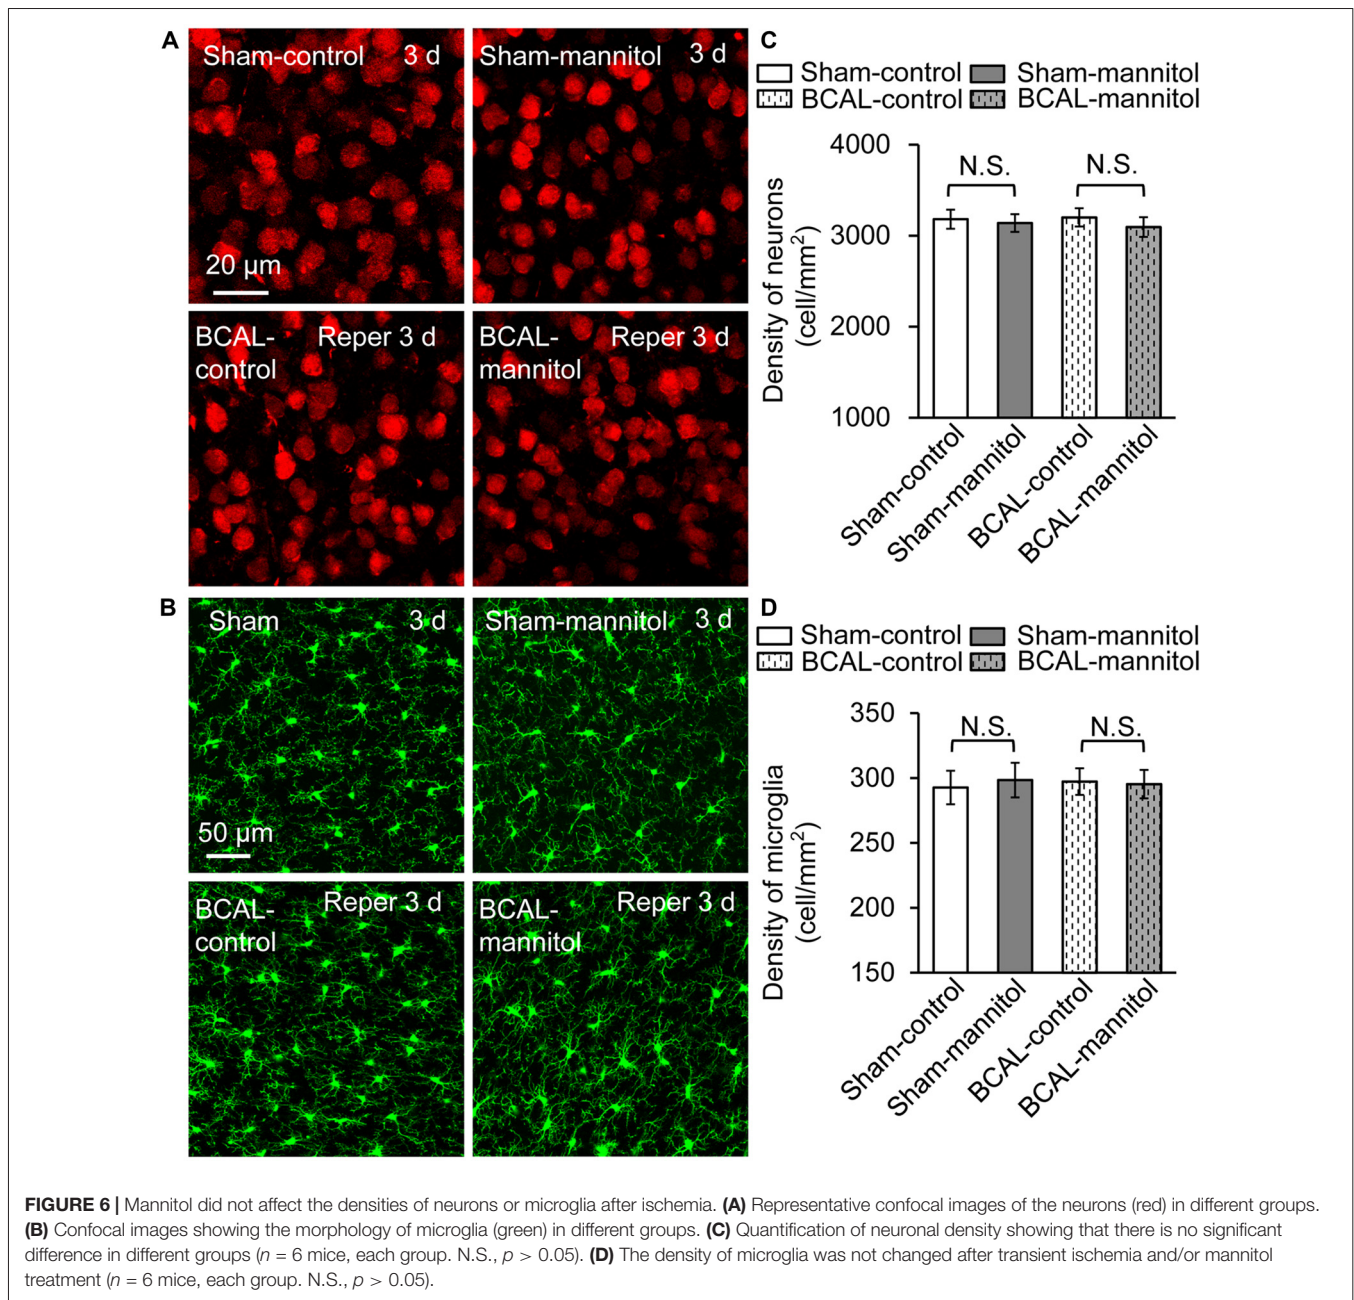 A
Sham-control 3 d
Sham-mannitol 3 d
20 µm
BCAL-
control
Reper 3 d
BCAL-
mannitol
Reper 3 d
B
Sham 3 d
Sham-mannitol 3 d
50 µm
BCAL-
control
Reper 3 d
BCAL-
mannitol
Reper 3 d
C
Sham-control Sham-mannitol
BCAL-control BCAL-mannitol
Density of neurons
(cell/mm²)
4000
3000
2000
1000
N.S.
N.S.
Sham-control
Sham-mannitol
BCAL-control
BCAL-mannitol
D
Sham-control Sham-mannitol
BCAL-control BCAL-mannitol
Density of microglia
(cell/mm²)
350
300
250
200
150
N.S.
N.S.
Sham-control
Sham-mannitol
BCAL-control
BCAL-mannitol
FIGURE 6 | Mannitol did not affect the densities of neurons or microglia after ischemia. (A) Representative confocal images of the neurons (red) in different groups.
(B) Confocal images showing the morphology of microglia (green) in different groups. (C) Quantification of neuronal density showing that there is no significant
difference in different groups (n = 6 mice, each group. N.S., p > 0.05). (D) The density of microglia was not changed after transient ischemia and/or mannitol
treatment (n = 6 mice, each group. N.S., p > 0.05).